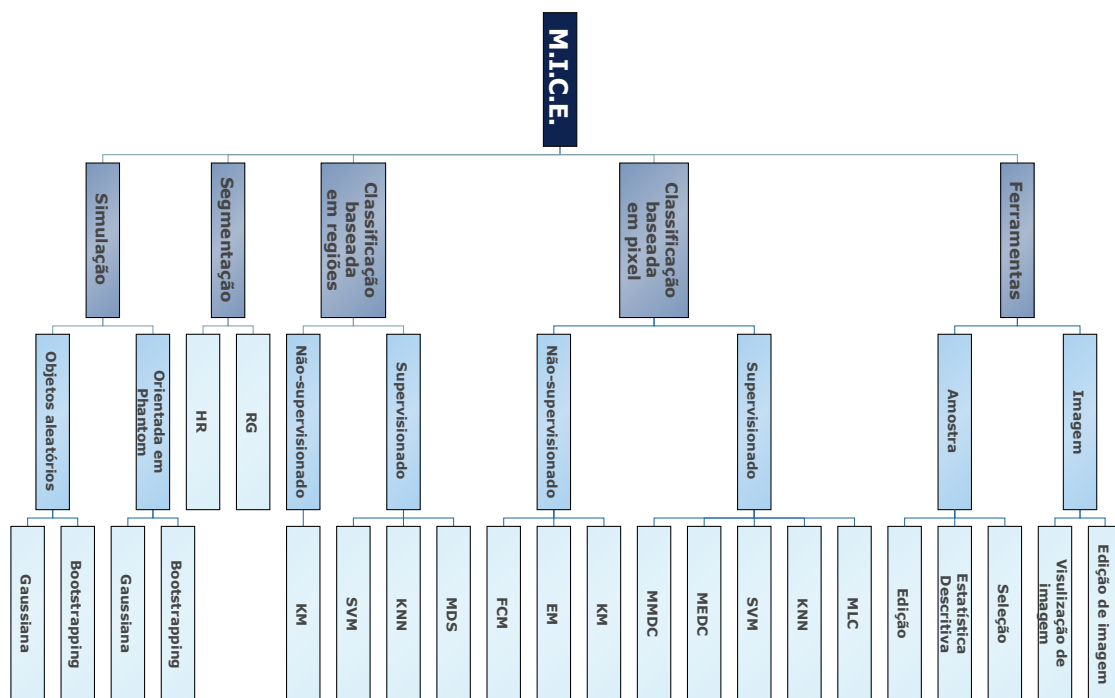 M.I.C.E.
Ferramentas
Imagem
Edição de imagem
Visulização de
imagem
Amostra
Seleção
Estatística
Descritiva
Edição
Classificação
baseada
em pixel
Supervisionado
MLC
KNN
SVM
MEDC
MMDC
Não-supervisionado
KM
EM
FCM
Classificação
baseada
em regiões
Supervisionado
MDS
KNN
SVM
Não-supervisionado
KM
Segmentação
RG
HR
Simulação
Orientada em
Phantom
Bootstrapping
Gaussiana
Objetos aleatórios
Bootstrapping
Gaussiana